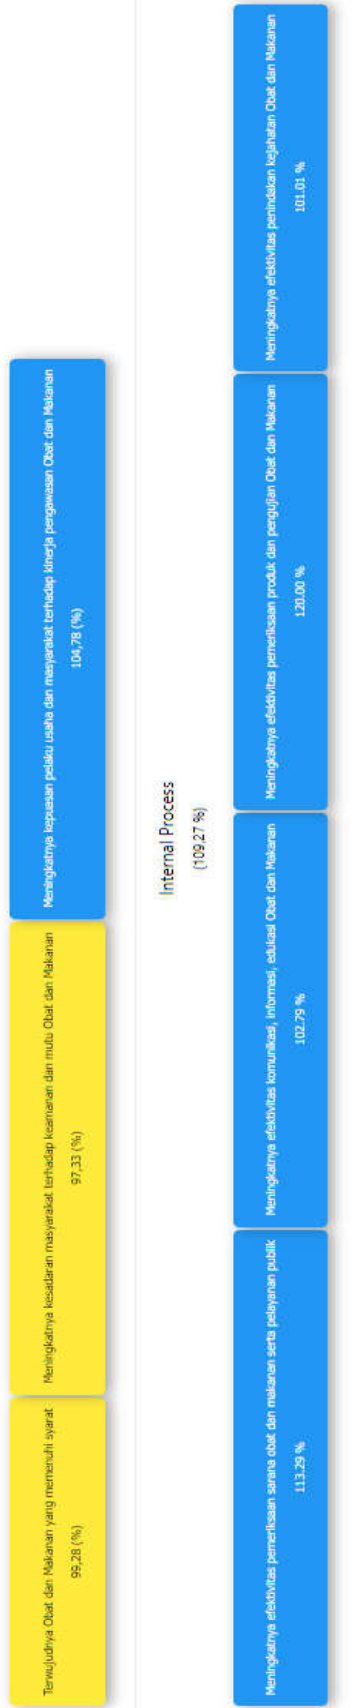 Terwujudnya Obat dan Makanan yang memenuhi syarat
99,28 (%)
Meningkatnya kesadaran masyarakat terhadap keamanan dan mutu Obat dan Makanan
97,33 (%)
Meningkatnya kepuasan pelaku usaha dan masyarakat terhadap kinerja pengawasan Obat dan Makanan
104,78 (%)
Internal Process
(109.27 %)
Meningkatnya efektivitas pemeriksaan sarana obat dan makanan serta pelayanan publik
113.29 %
Meningkatnya efektivitas komunikasi, informasi, edukasi Obat dan Makanan
102.79 %
Meningkatnya efektivitas pemeriksaan produk dan pengujian Obat dan Makanan
120.00 %
Meningkatnya efektivitas penindakan kejahatan Obat dan Makanan
101.01 %